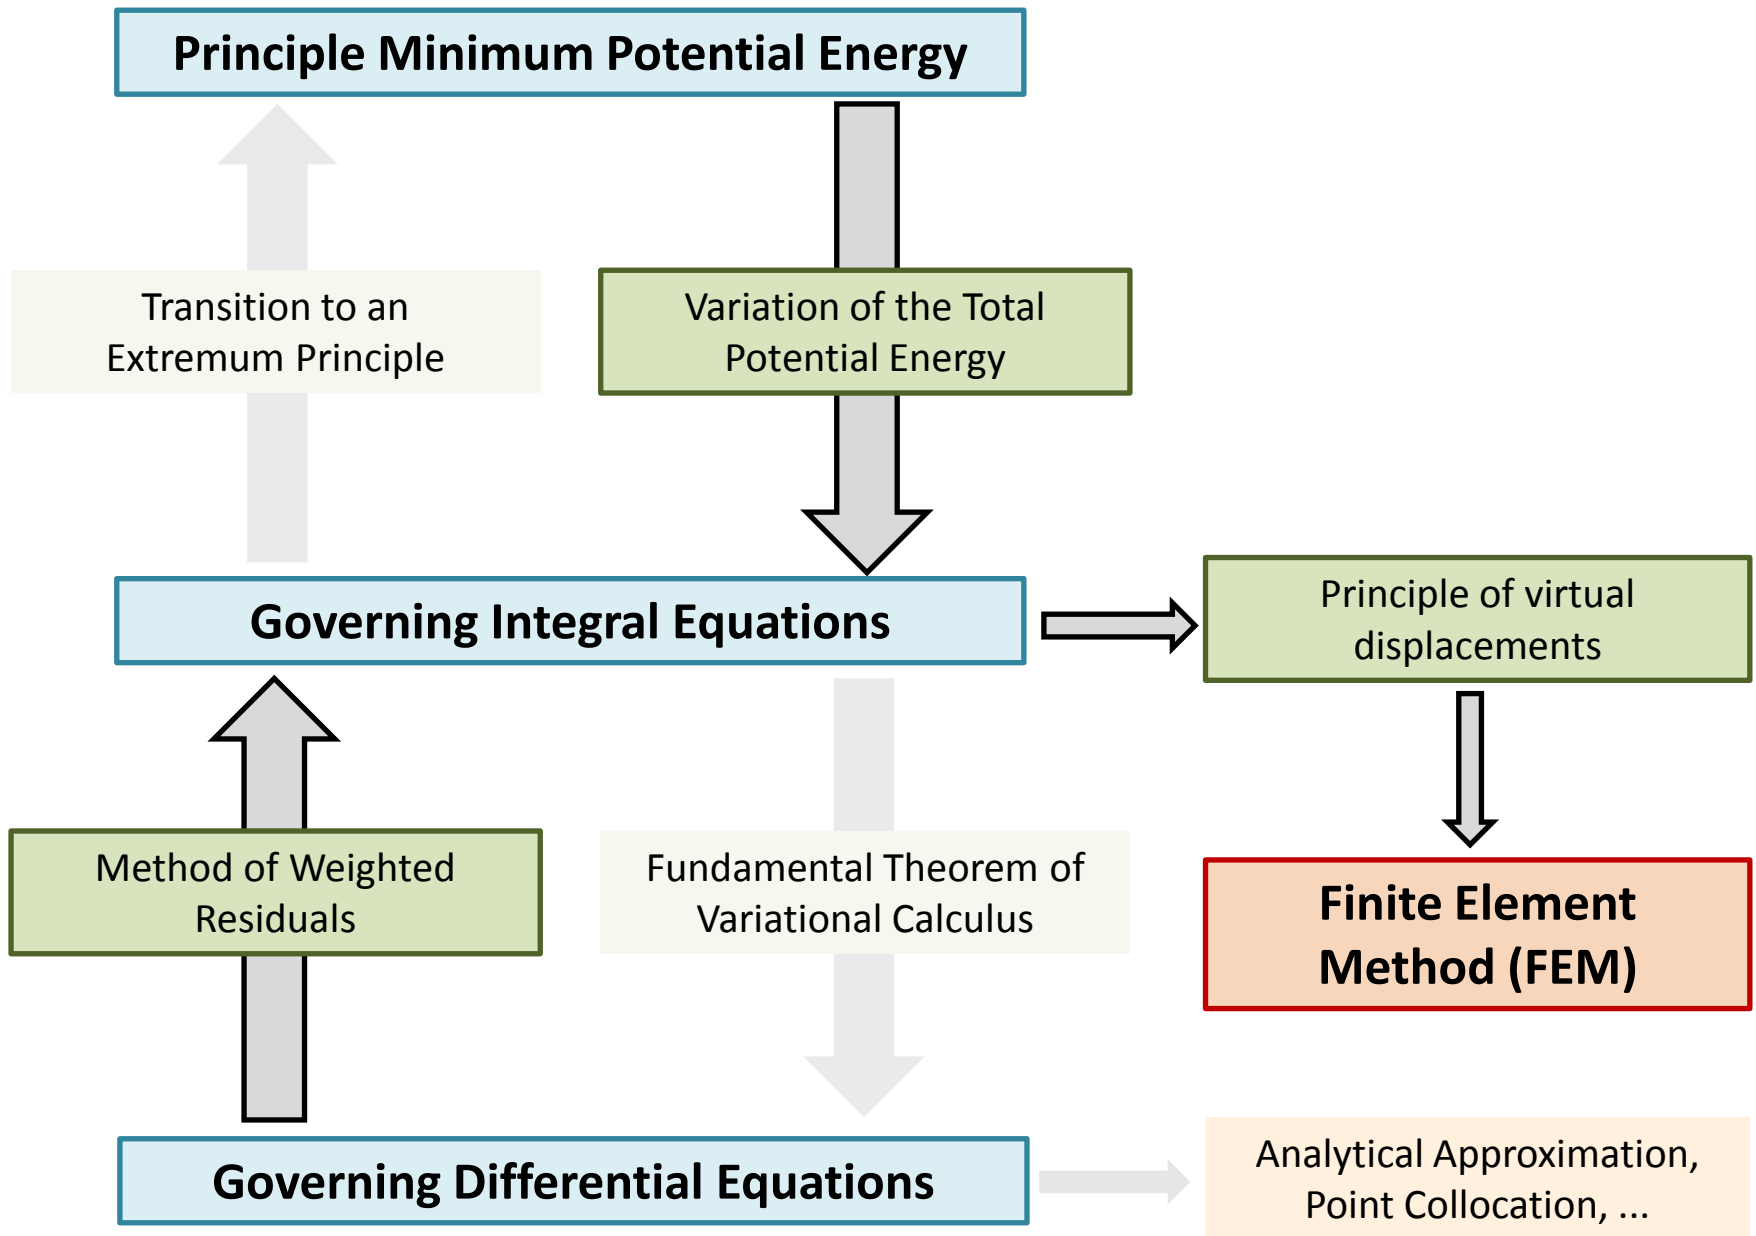 Principle Minimum Potential Energy
Transition to an
Extremum Principle
Variation of the Total
Potential Energy
Governing Integral Equations
Principle of virtual
displacements
Method of Weighted
Residuals
Fundamental Theorem of
Variational Calculus
Finite Element
Method (FEM)
Governing Differential Equations
Analytical Approximation,
Point Collocation, ...